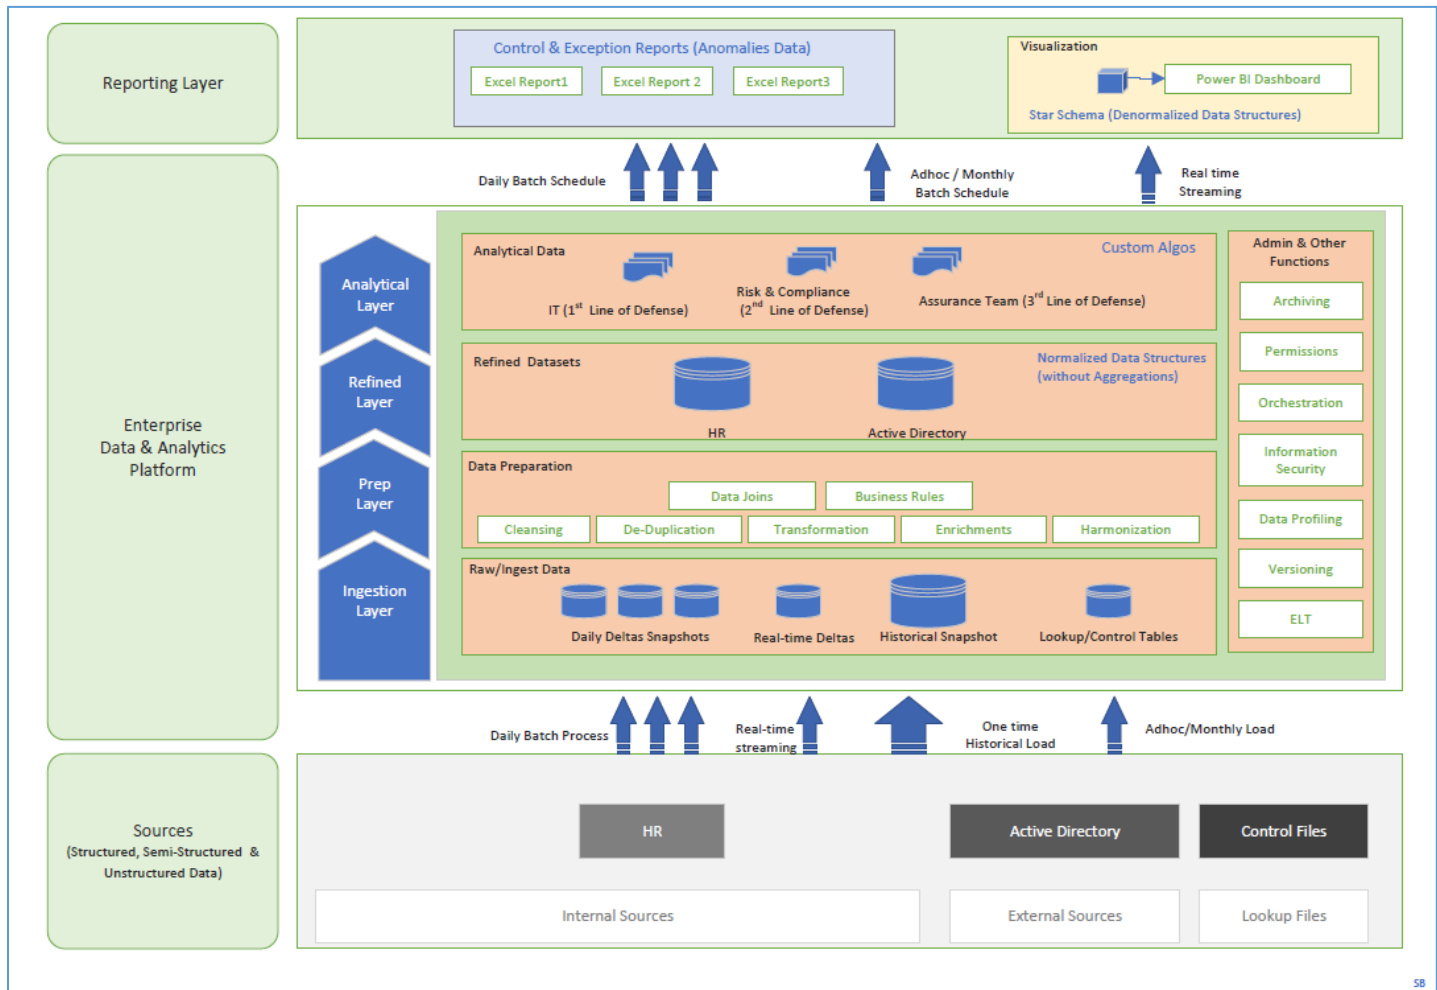 Reporting Layer
Control & Exception Reports (Anomalies Data)
Excel Report1
Excel Report 2
Excel Report3
Visualization
Power BI Dashboard
Star Schema (Denormalized Data Structures)
Daily Batch Schedule
Adhoc / Monthly
Batch Schedule
Real time
Streaming
Enterprise
Data & Analytics
Platform
Analytical
Layer
Refined
Layer
Prep
Layer
Ingestion
Layer
Analytical Data
Custom Algos
IT (1st Line of Defense)
Risk & Compliance
(2nd Line of Defense)
Assurance Team (3rd Line of Defense)
Refined Datasets
Normalized Data Structures
(without Aggregations)
HR
Active Directory
Data Preparation
Data Joins
Business Rules
Cleansing
De-Duplication
Transformation
Enrichments
Harmonization
Raw/Ingest Data
Daily Deltas Snapshots
Real-time Deltas
Historical Snapshot
Lookup/Control Tables
Admin & Other
Functions
Archiving
Permissions
Orchestration
Information
Security
Data Profiling
Versioning
ELT
Daily Batch Process
Real-time
streaming
One time
Historical Load
Adhoc/Monthly Load
Sources
(Structured, Semi-Structured &
Unstructured Data)
HR
Active Directory
Control Files
Internal Sources
External Sources
Lookup Files
SB